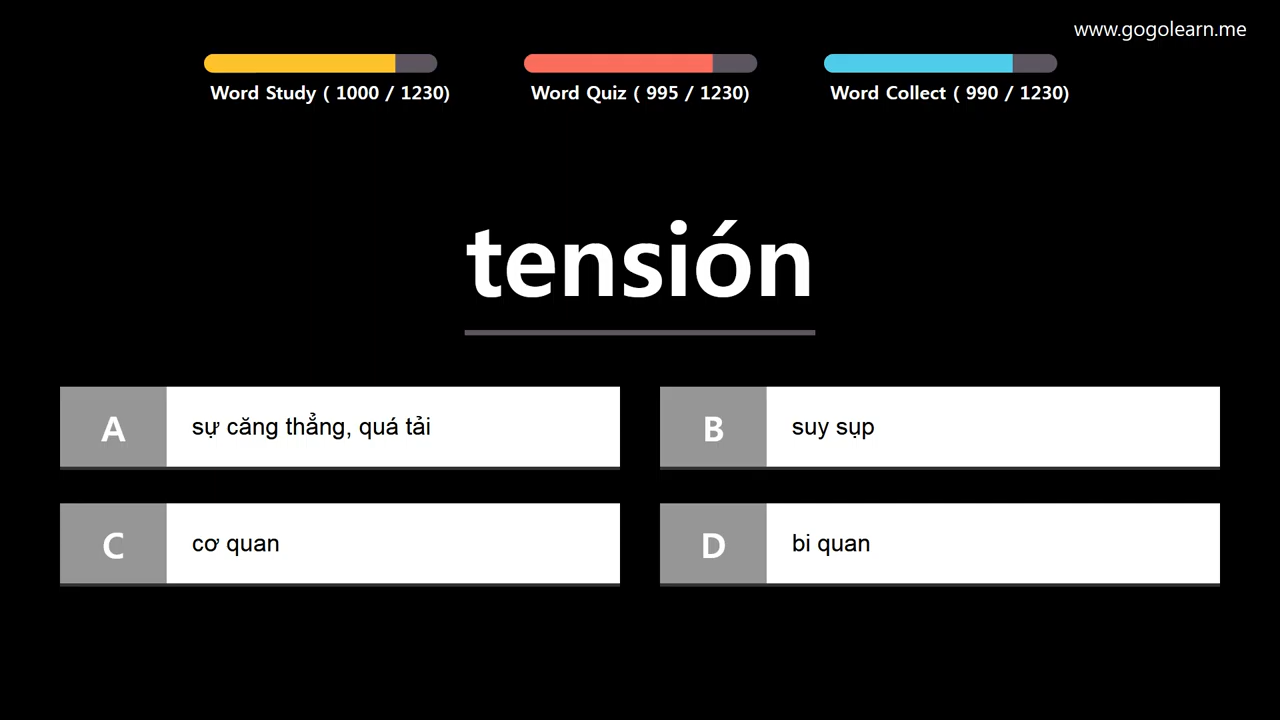 www.gogolearn.me
Word Study ( 1000 / 1230)
Word Quiz ( 995 / 1230)
Word Collect ( 990 / 1230)
tensión
A
sự căng thẳng, quá tải
B
suy sụp
C
cơ quan
D
bi quan